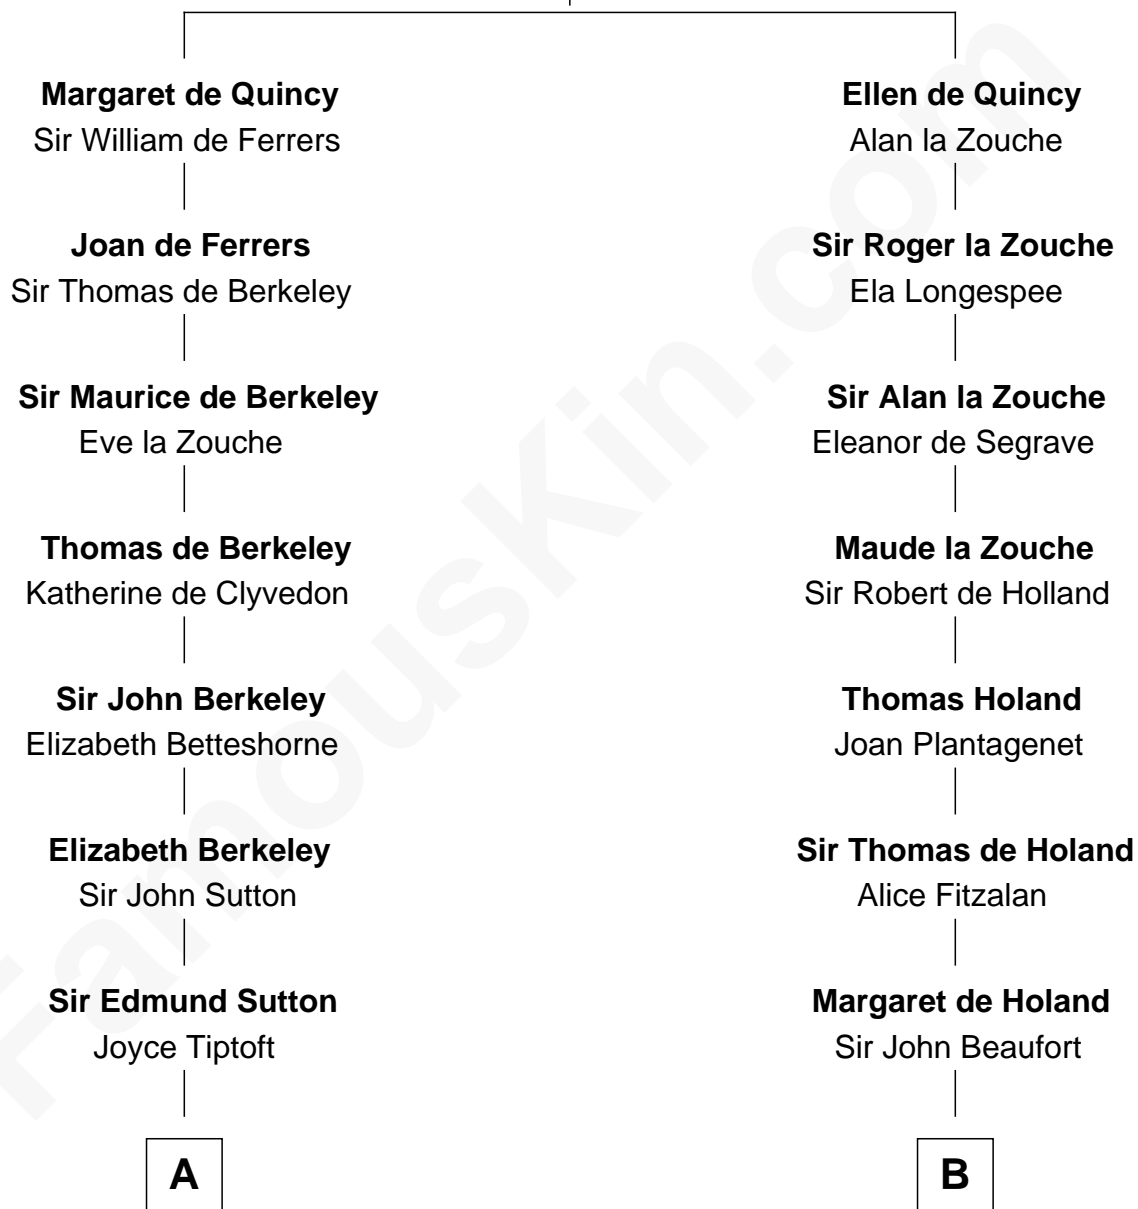 Margaret de Quincy
Sir William de Ferrers
Ellen de Quincy
Alan la Zouche
Joan de Ferrers
Sir Thomas de Berkeley
Sir Roger la Zouche
Ela Longespee
Sir Maurice de Berkeley
Eve la Zouche
Sir Alan la Zouche
Eleanor de Segrave
Thomas de Berkeley
Katherine de Clyvedon
Maude la Zouche
Sir Robert de Holland
Sir John Berkeley
Elizabeth Betteshorne
Thomas Holand
Joan Plantagenet
Elizabeth Berkeley
Sir John Sutton
Sir Thomas de Holand
Alice Fitzalan
Sir Edmund Sutton
Joyce Tiptoft
Margaret de Holand
Sir John Beaufort
A
B
FamousKin.com